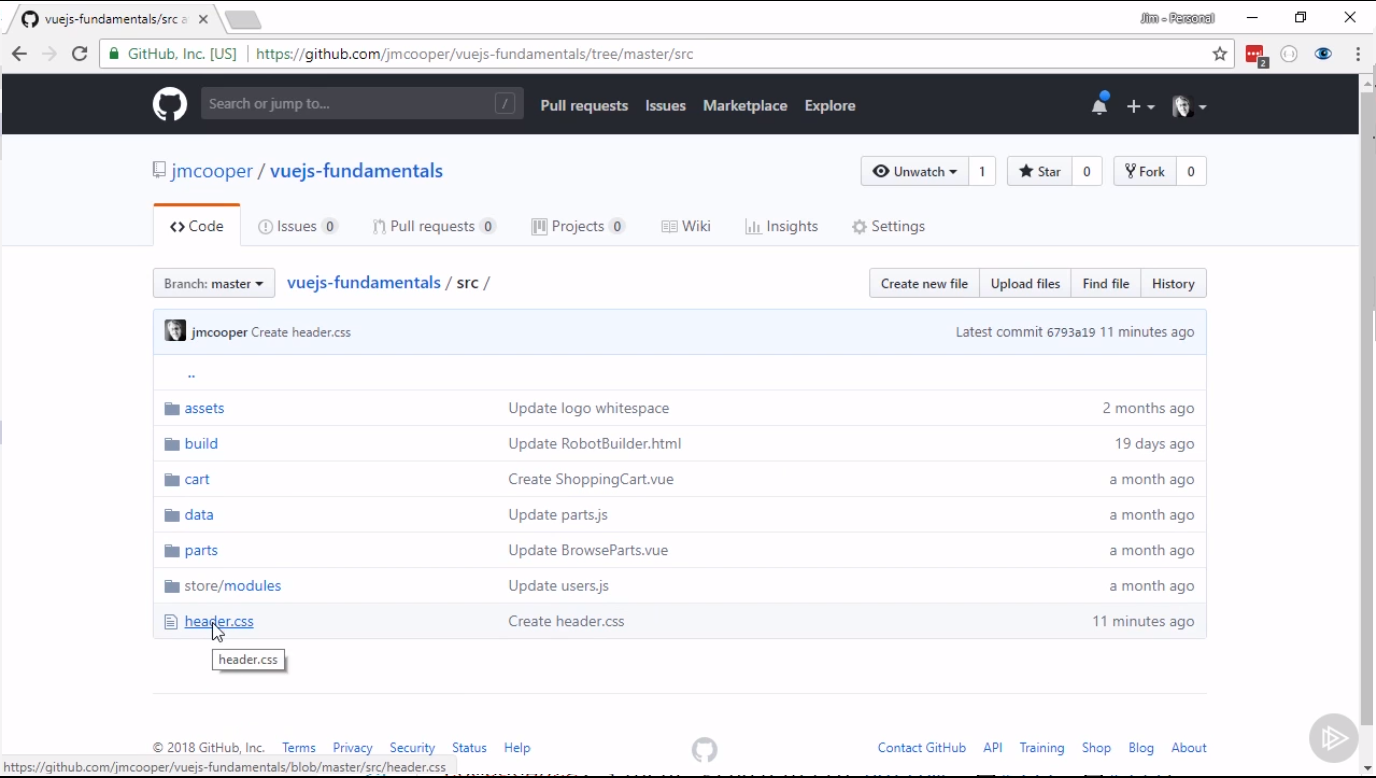 vuejs-fundamentals/src a
Jim - Personal
GitHub, Inc. [US] https://github.com/jmcooper/vuejs-fundamentals/tree/master/src
2
Search or jump to... / Pull requests Issues Marketplace Explore
jmcooper / vuejs-fundamentals
Unwatch 1 Star 0 Fork 0
Code Issues 0 Pull requests 0 Projects 0 Wiki Insights Settings
Branch: master vuejs-fundamentals / src / Create new file Upload files Find file History
jmcooper Create header.css Latest commit 6793a19 11 minutes ago
..
assets Update logo whitespace 2 months ago
build Update RobotBuilder.html 19 days ago
cart Create ShoppingCart.vue a month ago
data Update parts.js a month ago
parts Update BrowseParts.vue a month ago
store/modules Update users.js a month ago
header.css Create header.css 11 minutes ago
header.css
© 2018 GitHub, Inc. Terms Privacy Security Status Help Contact GitHub API Training Shop Blog About
https://github.com/jmcooper/vuejs-fundamentals/blob/master/src/header.css